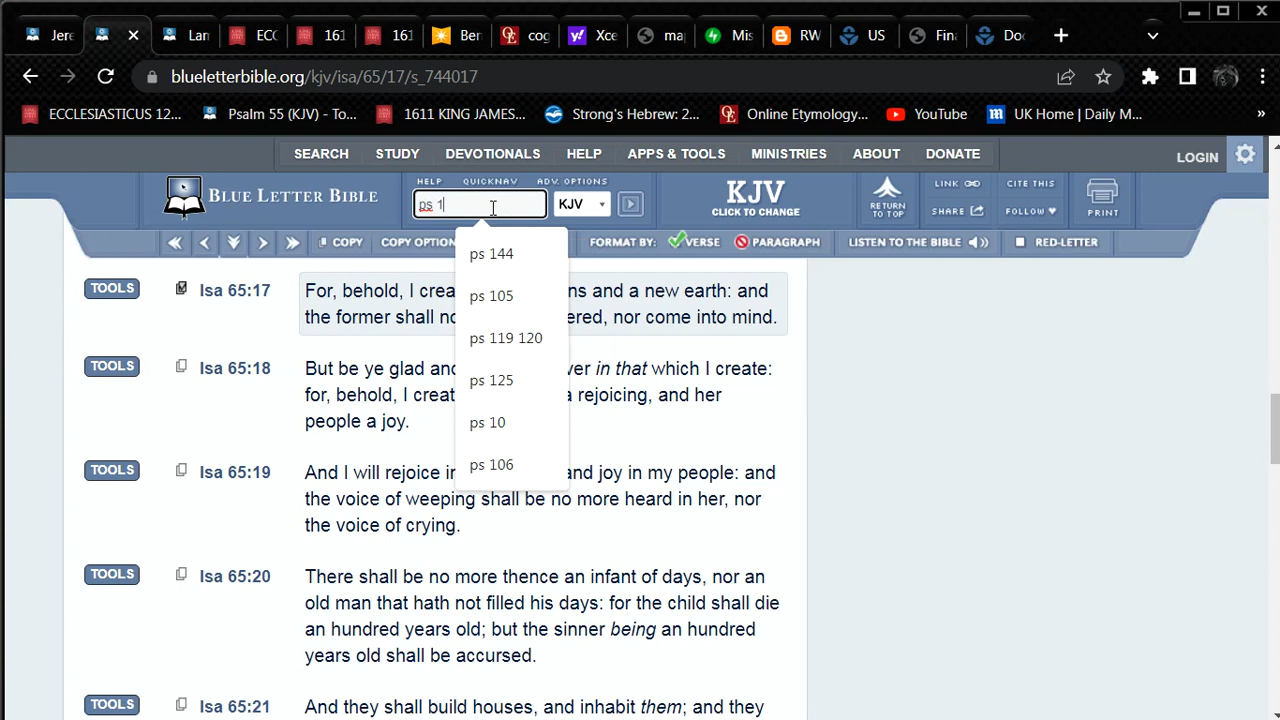 Jere
Lan
ECC
161
161
Ber
cog
Xce
ma
Mis
RW
US
Fina
Doc
blueletterbible.org/kjv/isa/65/17/s_744017
ECCLESIASTICUS 12...
Psalm 55 (KJV) - To...
1611 KING JAMES...
Strong's Hebrew: 2...
Online Etymology...
YouTube
UK Home | Daily M...
»
SEARCH STUDY DEVOTIONALS HELP APPS & TOOLS MINISTRIES ABOUT DONATE
LOGIN
BLUE LETTER BIBLE
HELP QUICKNAV ADV. OPTIONS
ps 1
KJV
KJV
CLICK TO CHANGE
RETURN
TO TOP
LINK
CITE THIS
SHARE
FOLLOW
PRINT
COPY
COPY OPTION
FORMAT BY:
VERSE
PARAGRAPH
LISTEN TO THE BIBLE
RED-LETTER
ps 144
ps 105
ps 119 120
ps 125
ps 10
ps 106
TOOLS
Isa 65:17
For, behold, I crea ns and a new earth: and
the former shall no ered, nor come into mind.
TOOLS
Isa 65:18
But be ye glad and ver in that which I create:
for, behold, I creat a rejoicing, and her
people a joy.
TOOLS
Isa 65:19
And I will rejoice in and joy in my people: and
the voice of weeping shall be no more heard in her, nor
the voice of crying.
TOOLS
Isa 65:20
There shall be no more thence an infant of days, nor an
old man that hath not filled his days: for the child shall die
an hundred years old; but the sinner being an hundred
years old shall be accursed.
TOOLS
Isa 65:21
And they shall build houses, and inhabit them; and they